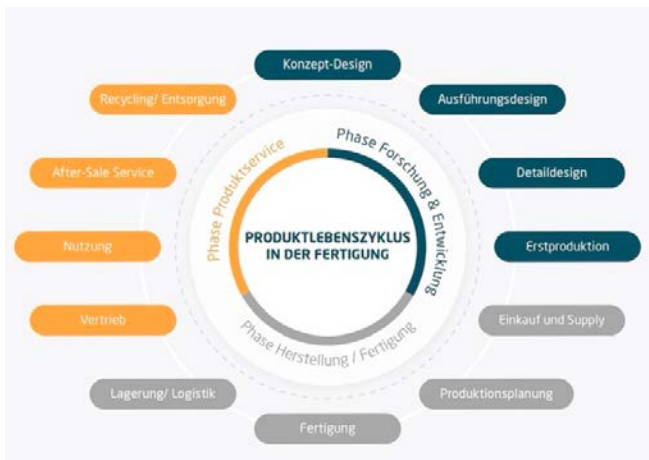 Konzept-Design
Ausführungsdesign
Detaildesign
Erstproduktion
Einkauf und Supply
Produktionsplanung
Fertigung
Lagerung/ Logistik
Vertrieb
Nutzung
After-Sale Service
Recycling/ Entsorgung
Phase Forschung & Entwicklung
Phase Herstellung / Fertigung
Phase Produktservice
PRODUKTLEBENSZYKLUS
IN DER FERTIGUNG